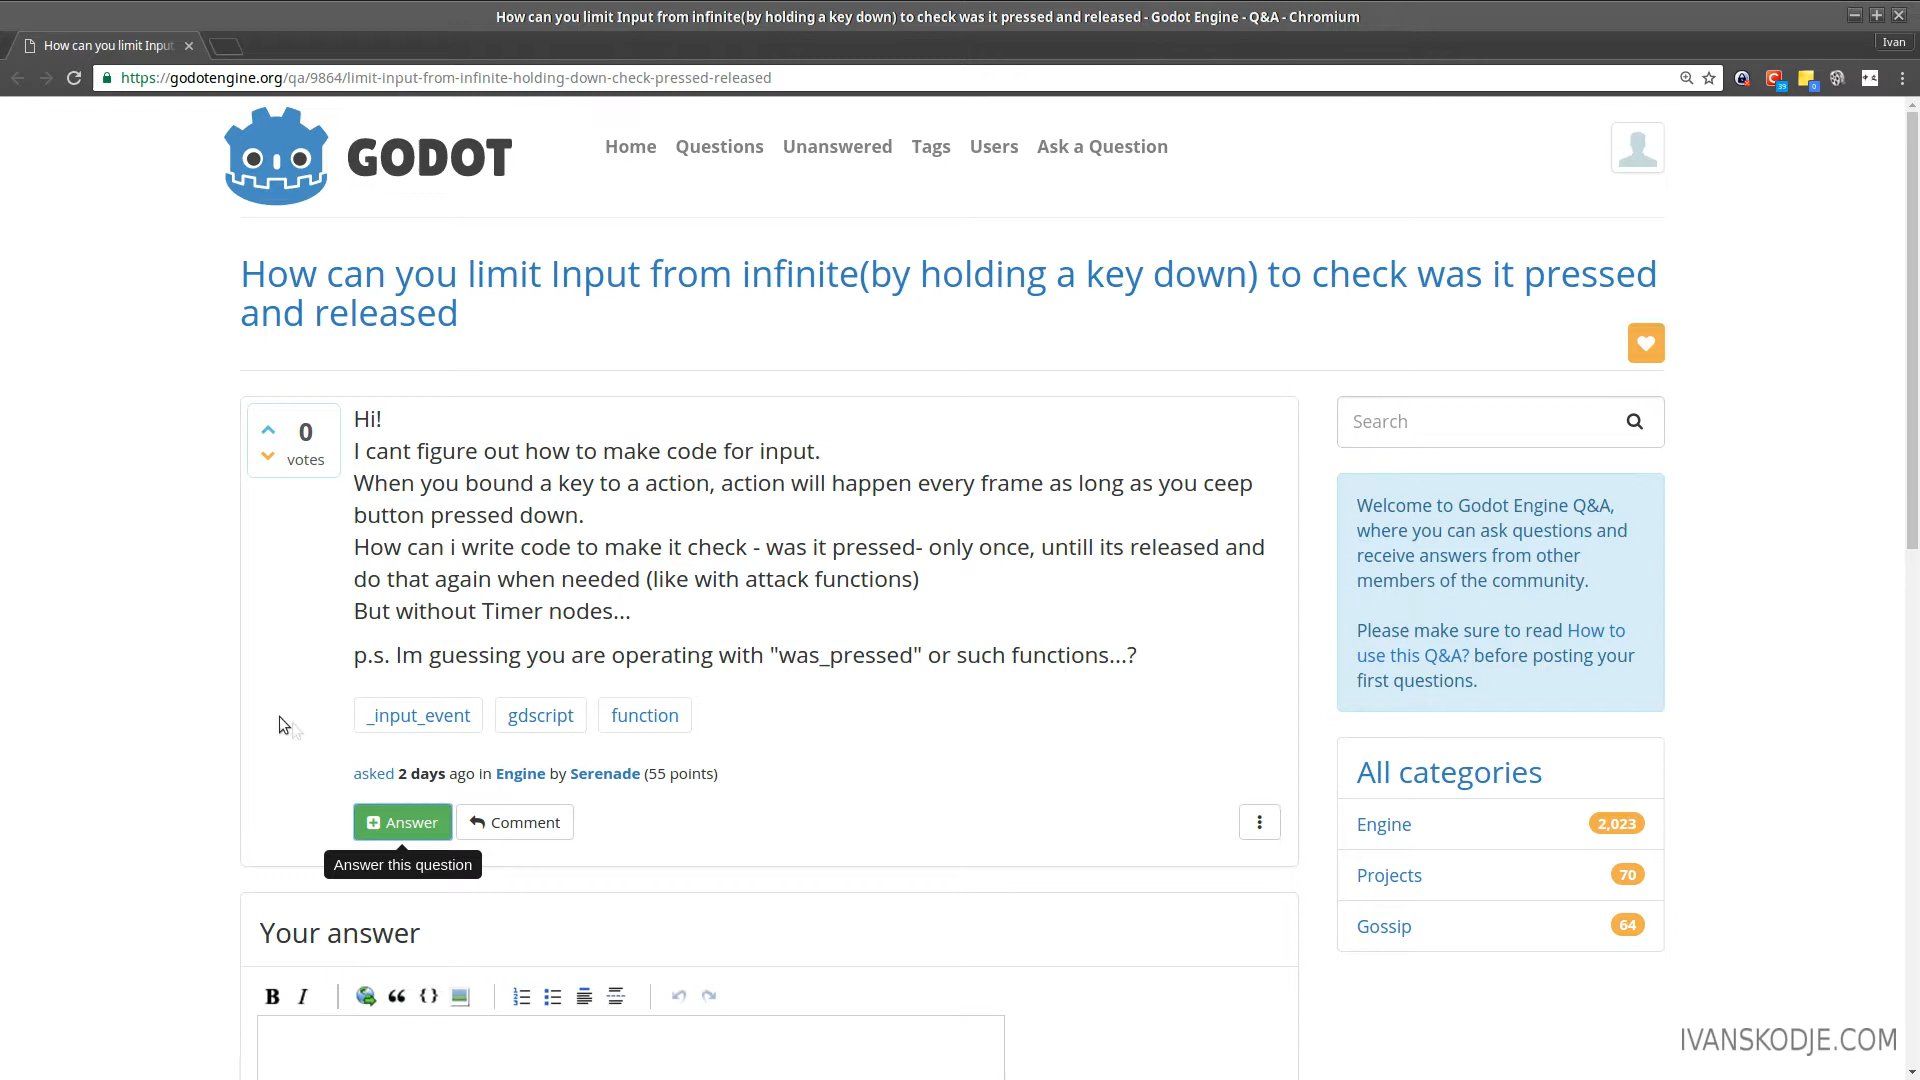 How can you limit Input from infinite(by holding a key down) to check was it pressed and released - Godot Engine - Q&A - Chromium
How can you limit Input
Ivan
https://godotengine.org/qa/9864/limit-input-from-infinite-holding-down-check-pressed-released
39
0
GODOT
Home Questions Unanswered Tags Users Ask a Question
How can you limit Input from infinite(by holding a key down) to check was it pressed
and released
0
votes
Hi!
I cant figure out how to make code for input.
When you bound a key to a action, action will happen every frame as long as you ceep
button pressed down.
How can i write code to make it check - was it pressed- only once, untill its released and
do that again when needed (like with attack functions)
But without Timer nodes...
p.s. Im guessing you are operating with "was_pressed" or such functions...?
_input_event gdscript function
asked 2 days ago in Engine by Serenade (55 points)
Answer Comment
Answer this question
Your answer
B I
Search
Welcome to Godot Engine Q&A,
where you can ask questions and
receive answers from other
members of the community.
Please make sure to read How to
use this Q&A? before posting your
first questions.
All categories
Engine 2,023
Projects 70
Gossip 64
IVANSKODJE.COM